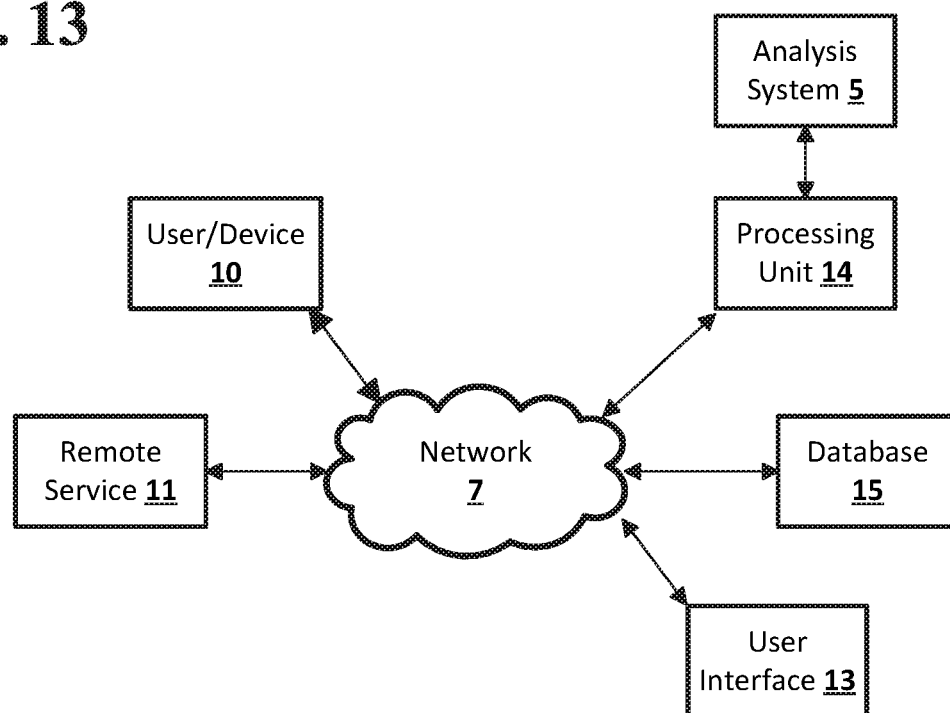 . 13
Analysis
System 5
User/Device
10
Processing
Unit 14
Remote
Service 11
Network
7
Database
15
User
Interface 13